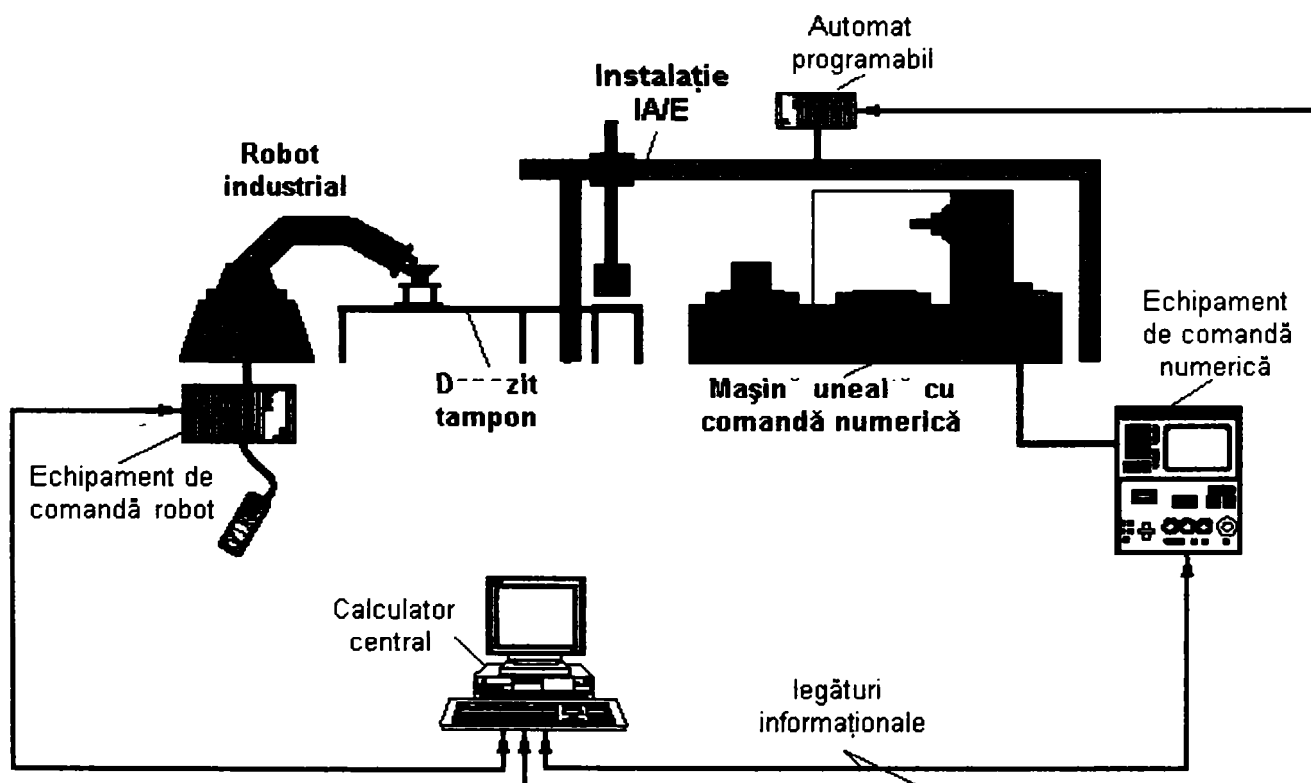 Automat
programabil
Instalație
IA/E
Robot
industrial
Echipament
de comandă
numerică
tampon
cu
comandă numerică
Echipament de
comandă robot
Calculator
central
legături
informaționale